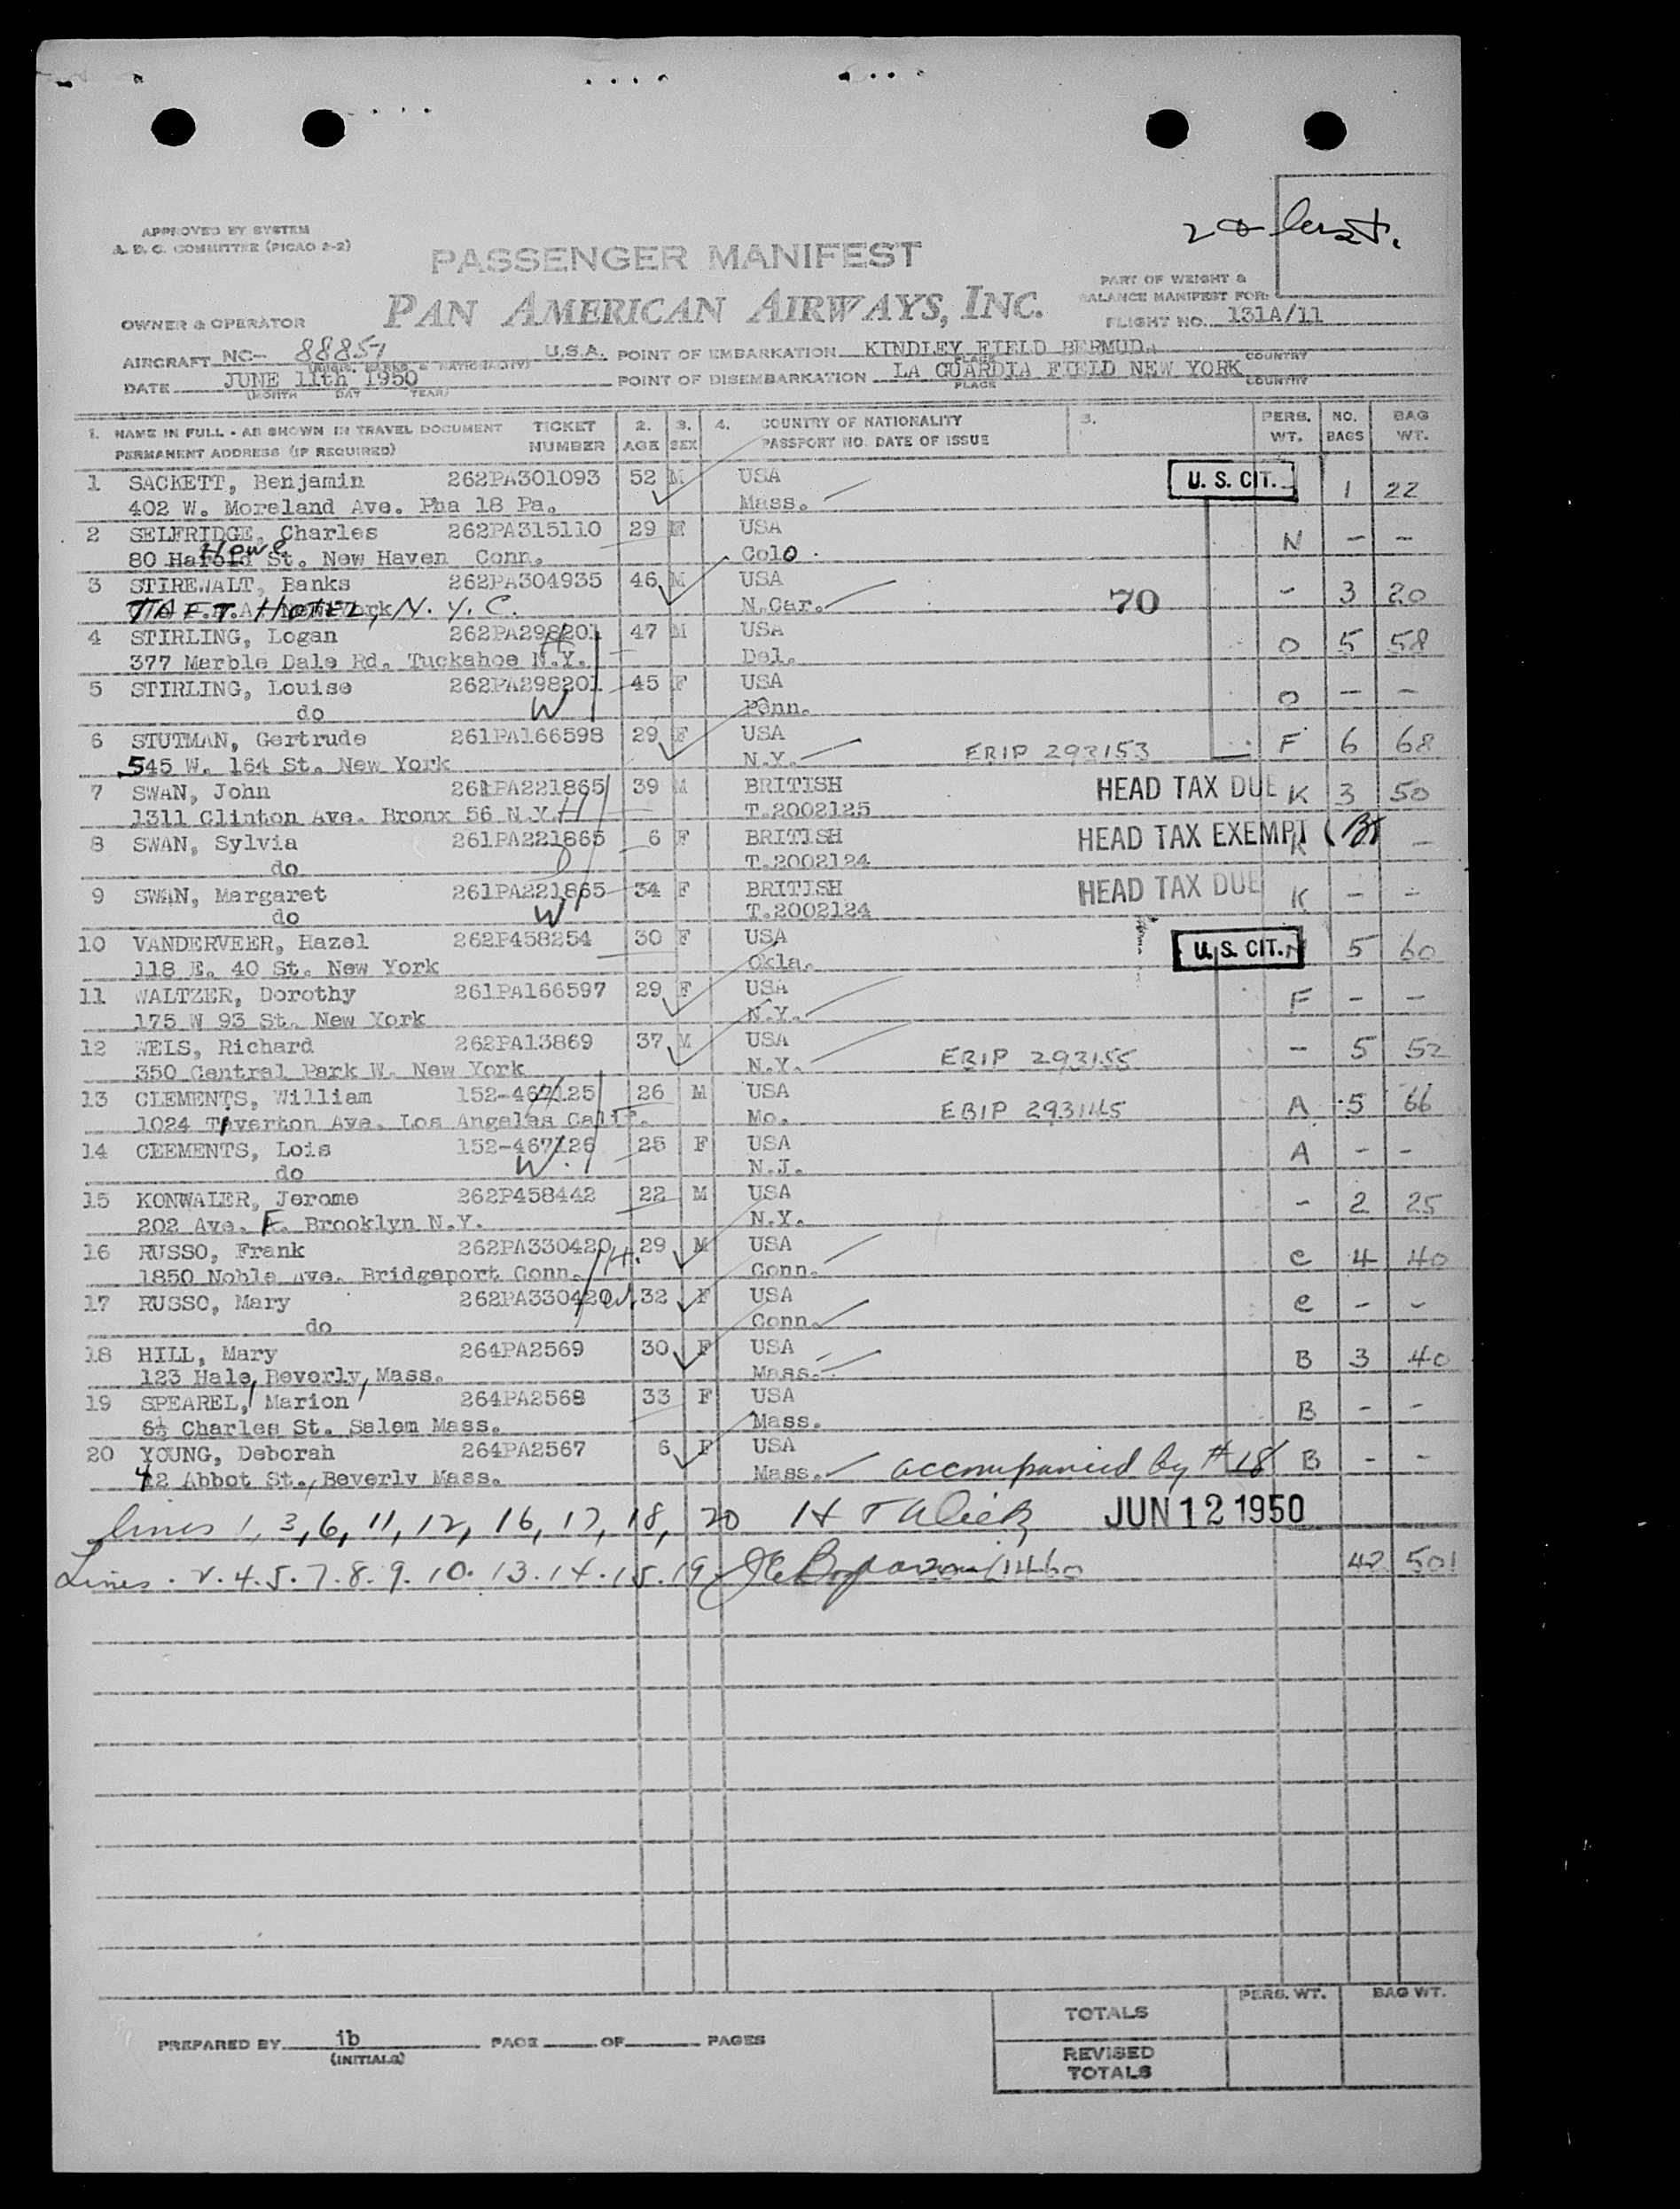 20 last.
APPROVED BY SYSTEM
A. D. C. COMMITTEE (PICAO 2-2)
PASSENGER MANIFEST
PART OF WEIGHT &
BALANCE MANIFEST FOR:
PAN AMERICAN AIRWAYS, INC.
OWNER & OPERATOR
FLIGHT NO. 131A/11
AIRCRAFT NC- 88857 U.S.A. POINT OF EMBARKATION KINDLEY FIELD BERMUDA
PLACE COUNTRY
DATE JUNE 11th 1950 POINT OF DISEMBARKATION LA GUARDIA FIELD NEW YORK
(MONTH DAY YEAR) PLACE COUNTRY
1. NAME IN FULL - AS SHOWN IN TRAVEL DOCUMENT TICKET 2. 3. 4. COUNTRY OF NATIONALITY 5. PERS. NO. BAG
PERMANENT ADDRESS (IF REQUIRED) NUMBER AGE SEX PASSPORT NO. DATE OF ISSUE WT. BAGS WT.
1 SACKETT, Benjamin 262PA301093 52 M USA U. S. CIT. 1 22
402 W. Moreland Ave. Pha 18 Pa. Mass.
2 SELFRIDGE, Charles 262PA315110 29 M USA N - -
80 Harold Howe St. New Haven Conn. Colo
3 STIREWALT, Banks 262PA304935 46 M USA 70 - 3 20
TAFT HOTEL, N. Y. C. N.Car.
4 STIRLING, Logan 262PA298201 47 M USA O 5 58
377 Marble Dale Rd. Tuckahoe N.Y. H Del.
5 STIRLING, Louise 262PA298201 45 F USA O - -
do W Penn.
6 STUTMAN, Gertrude 261PA166598 29 F USA F 6 68
545 W. 164 St. New York N.Y. ERIP 293153
7 SWAN, John 261PA221865 39 M BRITISH HEAD TAX DUE K 3 50
1311 Clinton Ave. Bronx 56 N.Y. H T.2002125
8 SWAN, Sylvia 261PA221865 6 F BRITISH HEAD TAX EXEMPT K -
do D T.2002124
9 SWAN, Margaret 261PA221865 34 F BRITISH HEAD TAX DUE K - -
do W T.2002124
10 VANDERVEER, Hazel 262P458254 30 F USA U. S. CIT. 5 60
118 E. 40 St. New York Okla.
11 WALTZER, Dorothy 261PA166597 29 F USA F - -
175 W 93 St. New York N.Y.
12 WELS, Richard 262PA13869 37 M USA - 5 52
350 Central Park W. New York N.Y. ERIP 293155
13 CLEMENTS, William 152-467125 H 26 M USA A 5 66
1024 Tiverton Ave. Los Angeles Calif. Mo. EBIP 293145
14 CLEMENTS, Lois 152-467126 25 F USA A - -
do W. N.J.
15 KONWALER, Jerome 262P458442 22 M USA - 2 25
202 Ave. F. Brooklyn N.Y. N.Y.
16 RUSSO, Frank 262PA330420 H. 29 M USA C 4 40
1850 Noble Ave. Bridgeport Conn. Conn.
17 RUSSO, Mary 262PA330420 W. 32 F USA C - -
do Conn.
18 HILL, Mary 264PA2569 30 F USA B 3 40
123 Hale, Beverly, Mass. Mass.
19 SPEAREL, Marion 264PA2568 33 F USA B - -
6½ Charles St. Salem Mass. Mass.
20 YOUNG, Deborah 264PA2567 6 F USA B - -
42 Abbot St., Beverly Mass. Mass. accompanied by #18
lines 1, 3, 6, 11, 12, 16, 17, 18, 20 JUN 12 1950
Lines . 2. 4. 5. 7. 8. 9. 10. 13. 14. 15. 19 42 501
TOTALS PERS. WT. BAG WT.
PREPARED BY ib PAGE OF PAGES
(INITIALS)
REVISED
TOTALS